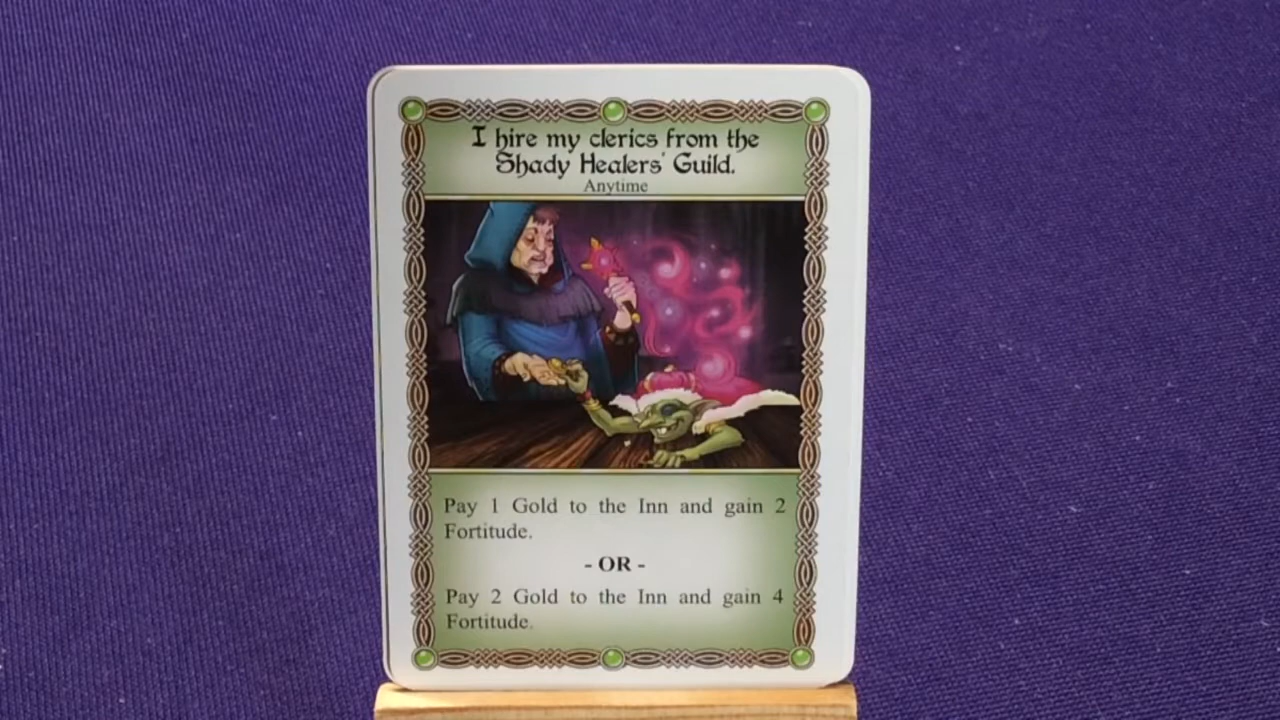 I hire my clerics from the
Shady Healers' Guild.
Anytime
Pay 1 Gold to the Inn and gain 2
Fortitude.
- OR -
Pay 2 Gold to the Inn and gain 4
Fortitude.